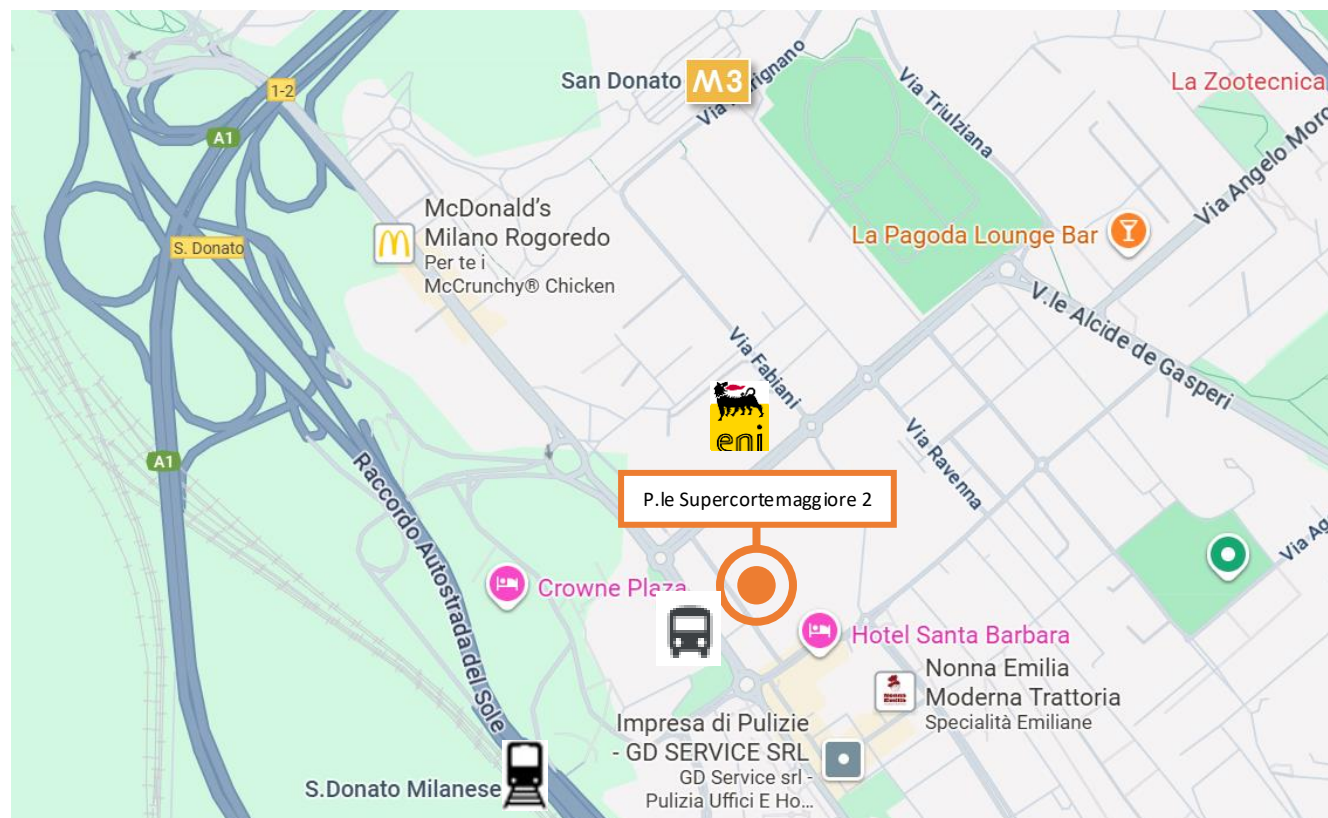 San Donato
M3
1-2
A1
Via Triulziana
La Zootecnica
Via Angelo Moro
McDonald's
Milano Rogoredo
Per te i
McCrunchy® Chicken
S. Donato
La Pagoda Lounge Bar
V.le Alcide de Gasperi
Via Fabiani
eni
Via Ravenna
A1
Raccordo Autostrada del Sole
P.le Supercortemaggiore 2
Crowne Plaza
Hotel Santa Barbara
Nonna Emilia
Moderna Trattoria
Specialità Emiliane
Impresa di Pulizie
- GD SERVICE SRL
GD Service srl -
Pulizia Uffici E Ho...
S.Donato Milanese